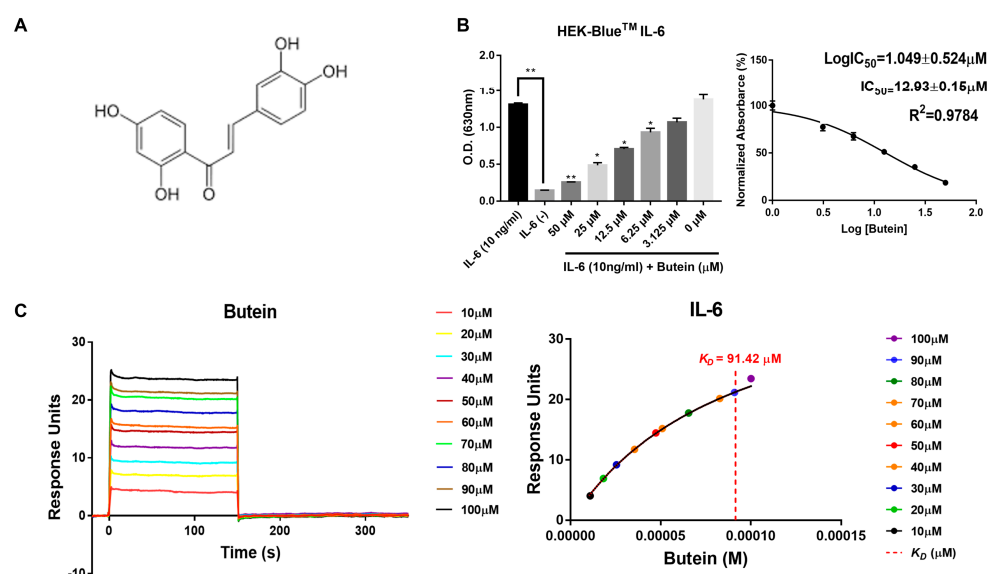 A
OH
HO
OH
HO
OH
O
B
HEK-Blue™ IL-6
O.D. (630nm)
2.0
1.5
1.0
0.5
0.0
**
**
*
*
*
IL-6 (10 ng/ml)
IL-6 (-)
50 µM
25 µM
12.5 µM
6.25 µM
3.125 µM
0 µM
IL-6 (10ng/ml) + Butein (µM)
Normalized Absorbance (%)
150
100
50
0
0.0
0.5
1.0
1.5
2.0
Log [Butein]
LogIC50=1.049±0.524µM
IC50=12.93±0.15µM
R²=0.9784
C
Butein
Response Units
30
20
10
0
-10
0
100
200
300
Time (s)
10µM
20µM
30µM
40µM
50µM
60µM
70µM
80µM
90µM
100µM
IL-6
Response Units
30
20
10
0
KD = 91.42 µM
0.00000
0.00005
0.00010
0.00015
Butein (M)
100µM
90µM
80µM
70µM
60µM
50µM
40µM
30µM
20µM
10µM
KD (µM)